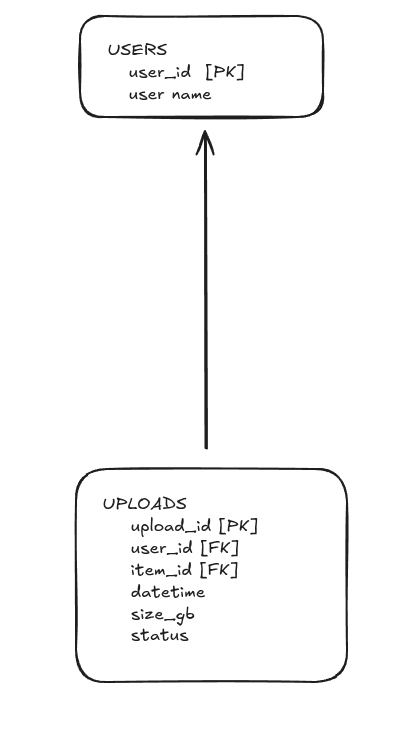 USERS
user_id [PK]
user name
UPLOADS
upload_id [PK]
user_id [FK]
item_id [FK]
datetime
size_gb
status